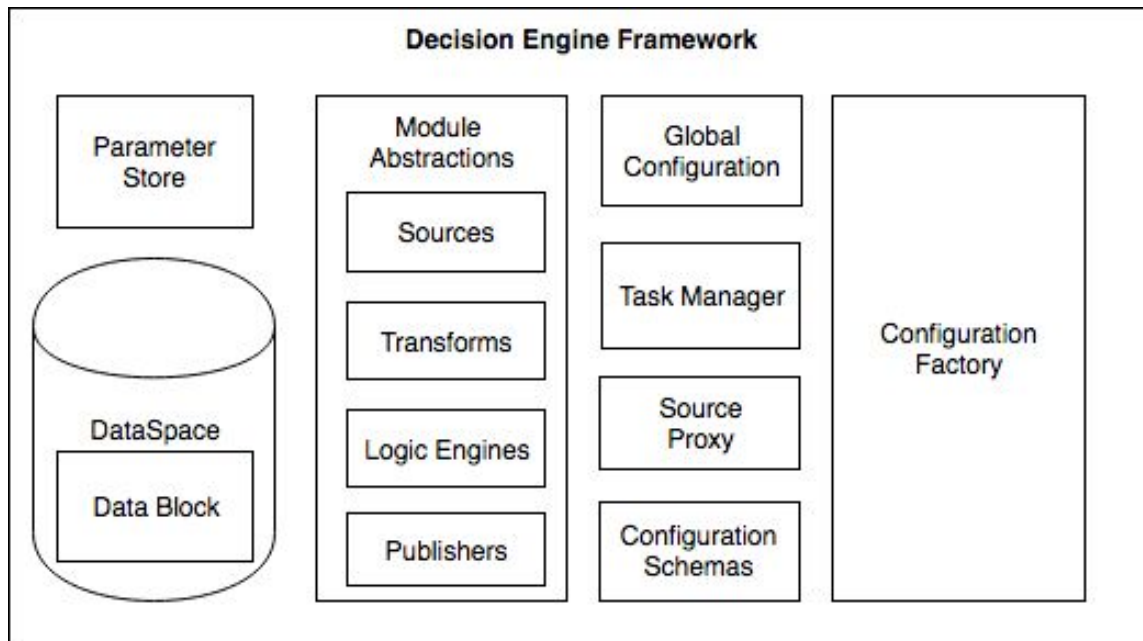 Decision Engine Framework
Parameter
Store
DataSpace
Data Block
Module
Abstractions
Sources
Transforms
Logic Engines
Publishers
Global
Configuration
Task Manager
Source
Proxy
Configuration
Schemas
Configuration
Factory